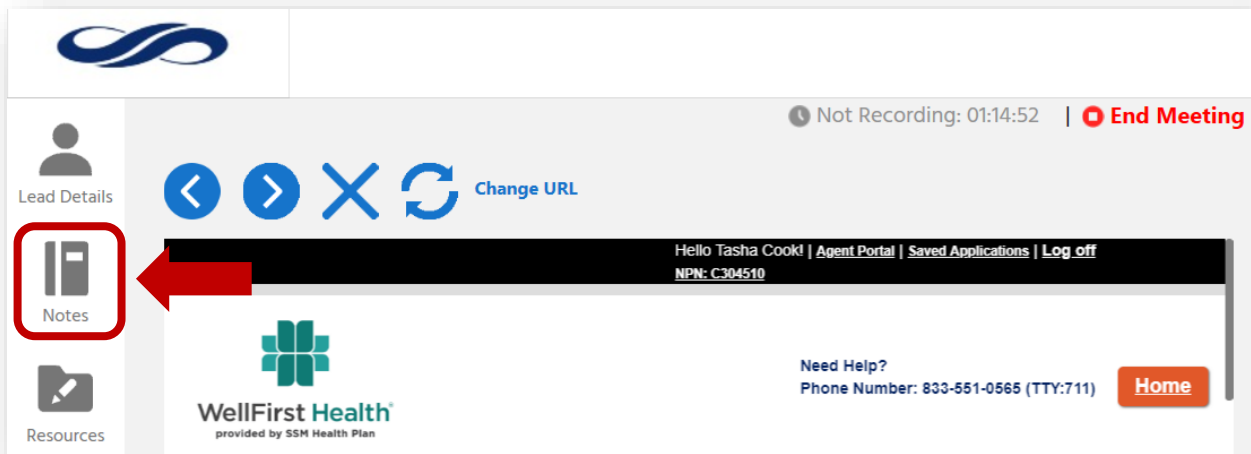 Not Recording: 01:14:52 | End Meeting
Lead Details
Change URL
Hello Tasha Cook! | Agent Portal | Saved Applications | Log off
NPN: C304510
Notes
Need Help?
Phone Number: 833-551-0565 (TTY:711)
Home
WellFirst Health
provided by SSM Health Plan
Resources